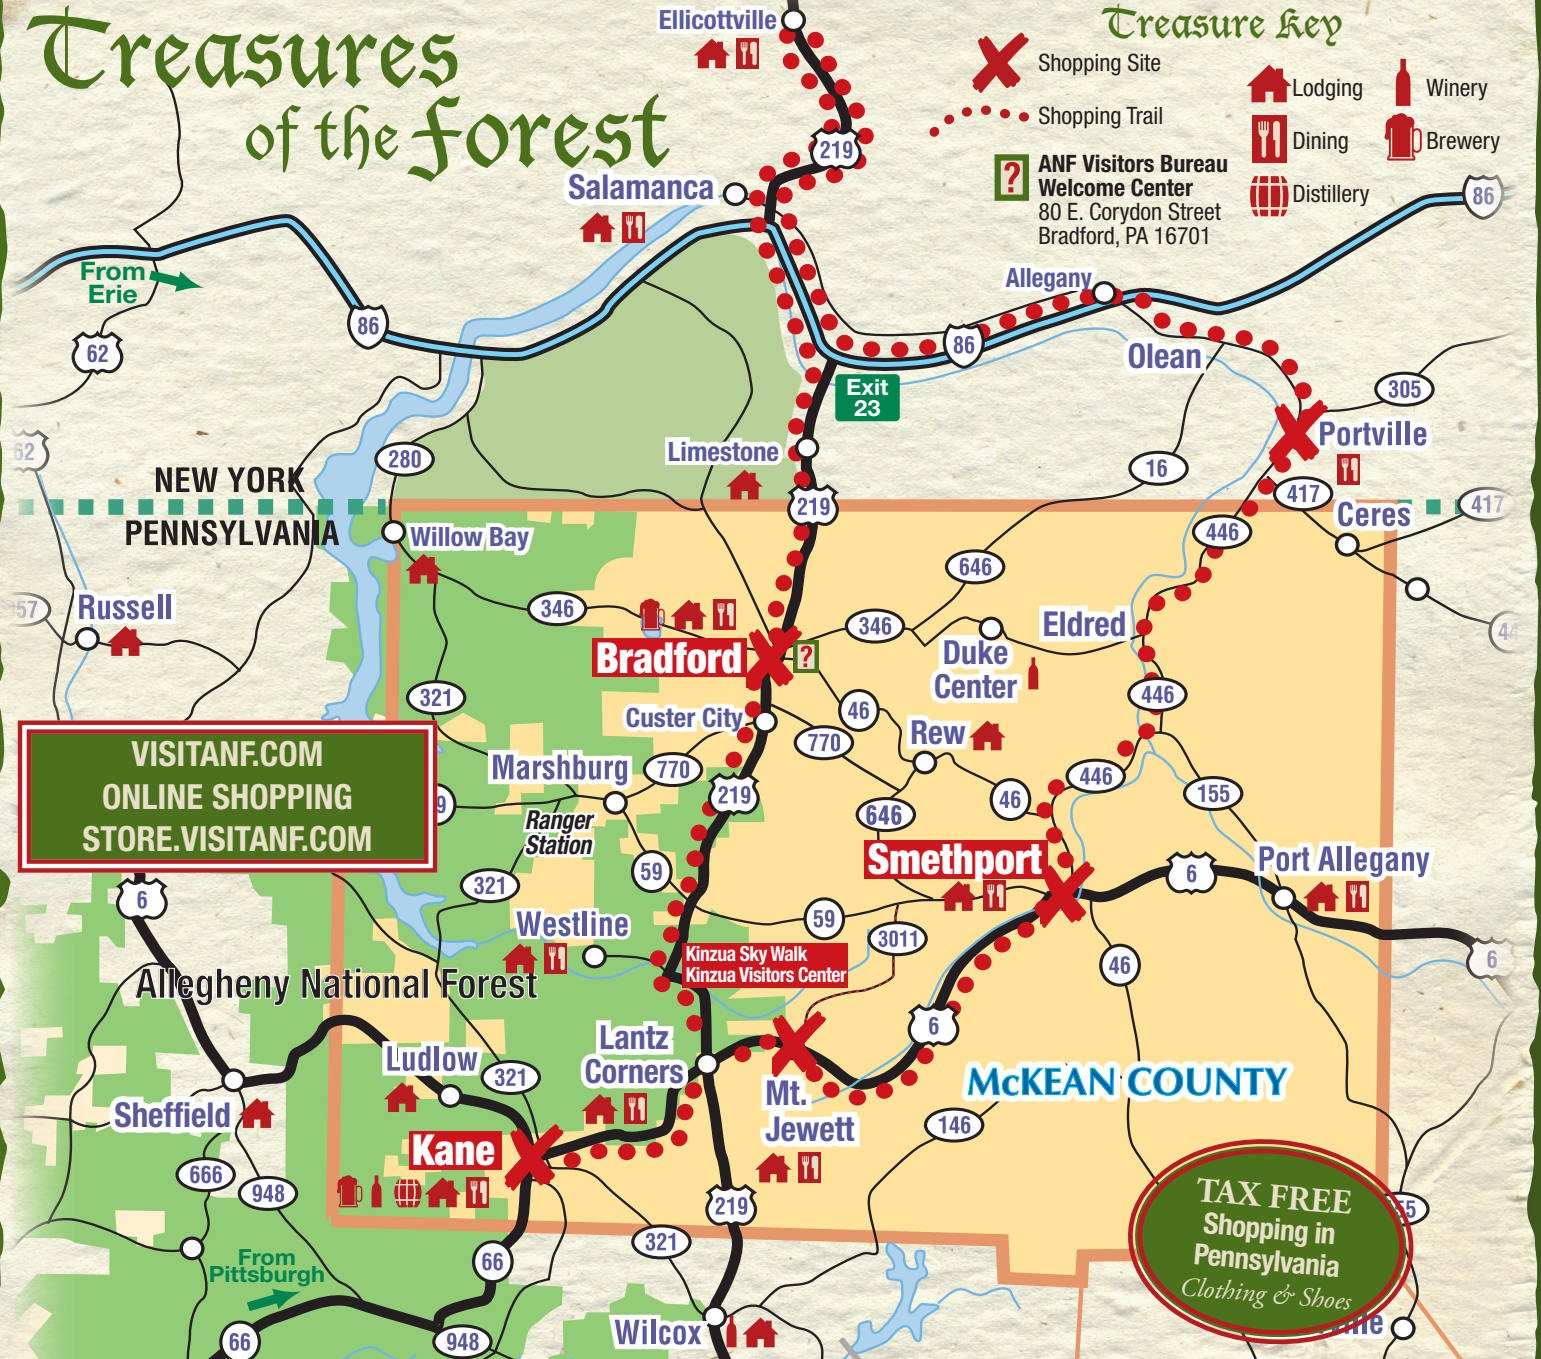 Treasures
of the Forest
Ellicottville
219
Salamanca
Treasure Key
Shopping Site
Shopping Trail
ANF Visitors Bureau
Welcome Center
80 E. Corydon Street
Bradford, PA 16701
Lodging
Winery
Dining
Brewery
Distillery
?
86
From
Erie
86
62
Allegany
86
Olean
Exit
23
305
Portville
62
280
Limestone
16
NEW YORK
PENNSYLVANIA
219
417
417
Ceres
446
Willow Bay
646
57
Russell
346
346
Eldred
Duke
Center
44
Bradford
?
321
446
46
Custer City
770
Rew
VISITANF.COM
ONLINE SHOPPING
STORE.VISITANF.COM
Marshburg
770
219
446
46
155
9
Ranger
Station
646
59
Smethport
Port Allegany
6
321
6
Westline
59
3011
Kinzua Sky Walk
Kinzua Visitors Center
46
6
Allegheny National Forest
6
Lantz
Corners
Ludlow
321
McKEAN COUNTY
Mt.
Jewett
Sheffield
146
Kane
666
948
219
TAX FREE
Shopping in
Pennsylvania
Clothing & Shoes
55
321
66
From
Pittsburgh
Wilcox
66
948